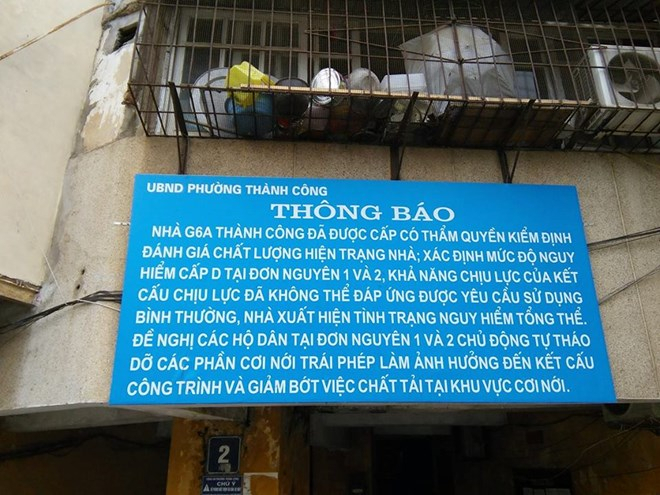 UBND PHƯỜNG THÀNH CÔNG
THÔNG BÁO
NHÀ G6A THÀNH CÔNG ĐÃ ĐƯỢC CẤP CÓ THẨM QUYỀN KIỂM ĐỊNH
ĐÁNH GIÁ CHẤT LƯỢNG HIỆN TRẠNG NHÀ; XÁC ĐỊNH MỨC ĐỘ NGUY
HIỂM CẤP D TẠI ĐƠN NGUYÊN 1 VÀ 2, KHẢ NĂNG CHỊU LỰC CỦA KẾT
CẤU CHỊU LỰC ĐÃ KHÔNG THỂ ĐÁP ỨNG ĐƯỢC YÊU CẦU SỬ DỤNG
BÌNH THƯỜNG, NHÀ XUẤT HIỆN TÌNH TRẠNG NGUY HIỂM TỔNG THỂ.
ĐỀ NGHỊ CÁC HỘ DÂN TẠI ĐƠN NGUYÊN 1 VÀ 2 CHỦ ĐỘNG TỰ THÁO
DỠ CÁC PHẦN CƠI NỚI TRÁI PHÉP LÀM ẢNH HƯỞNG ĐẾN KẾT CẤU
CÔNG TRÌNH VÀ GIẢM BỚT VIỆC CHẤT TẢI TẠI KHU VỰC CƠI NỚI.
2
CHÚ Ý